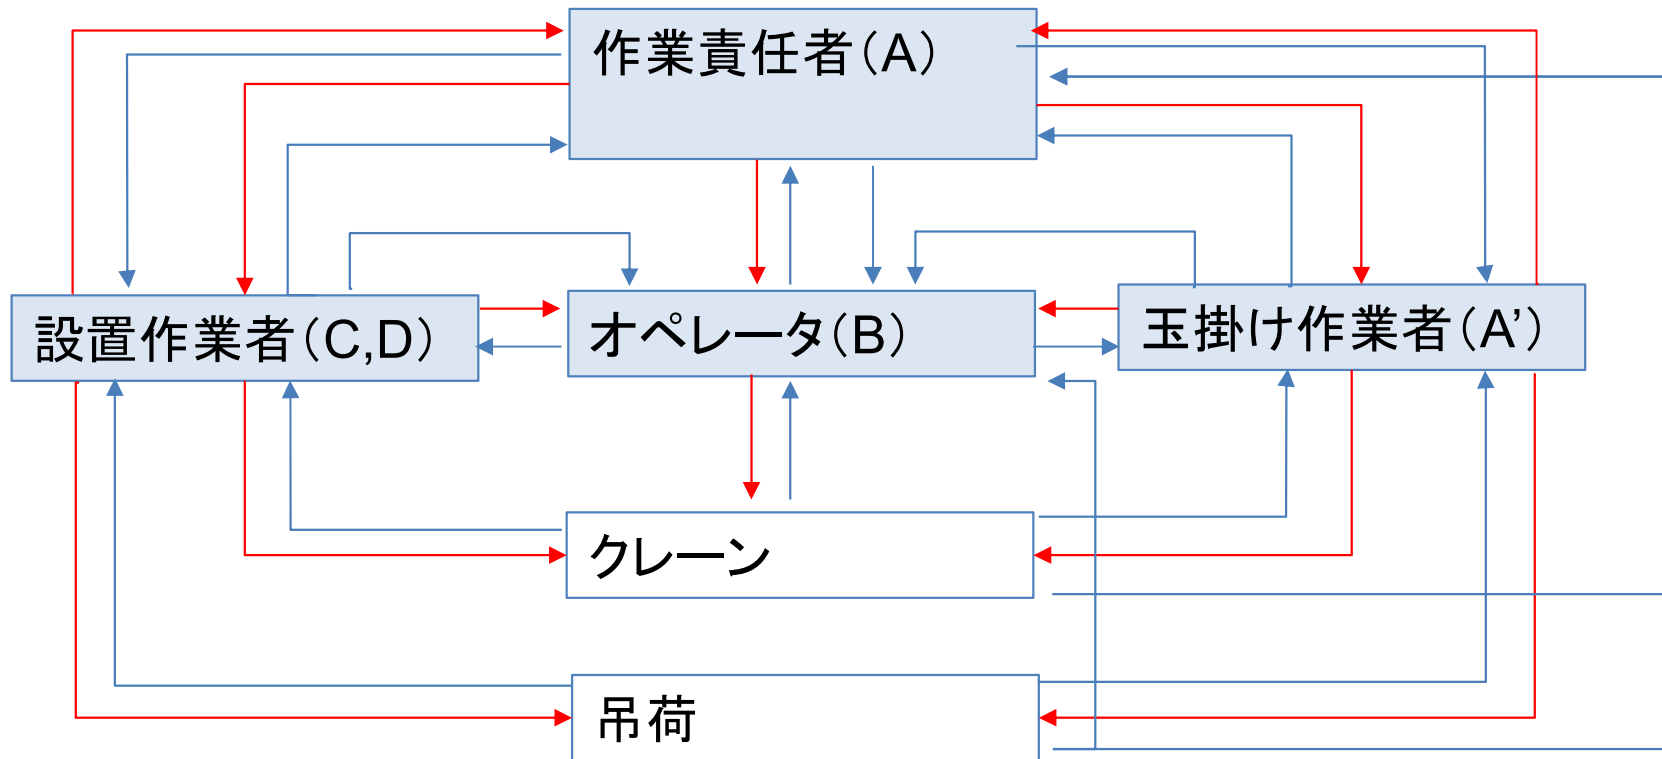 作業責任者(A)
設置作業者(C,D)
オペレータ(B)
玉掛け作業者(A’)
クレーン
吊荷